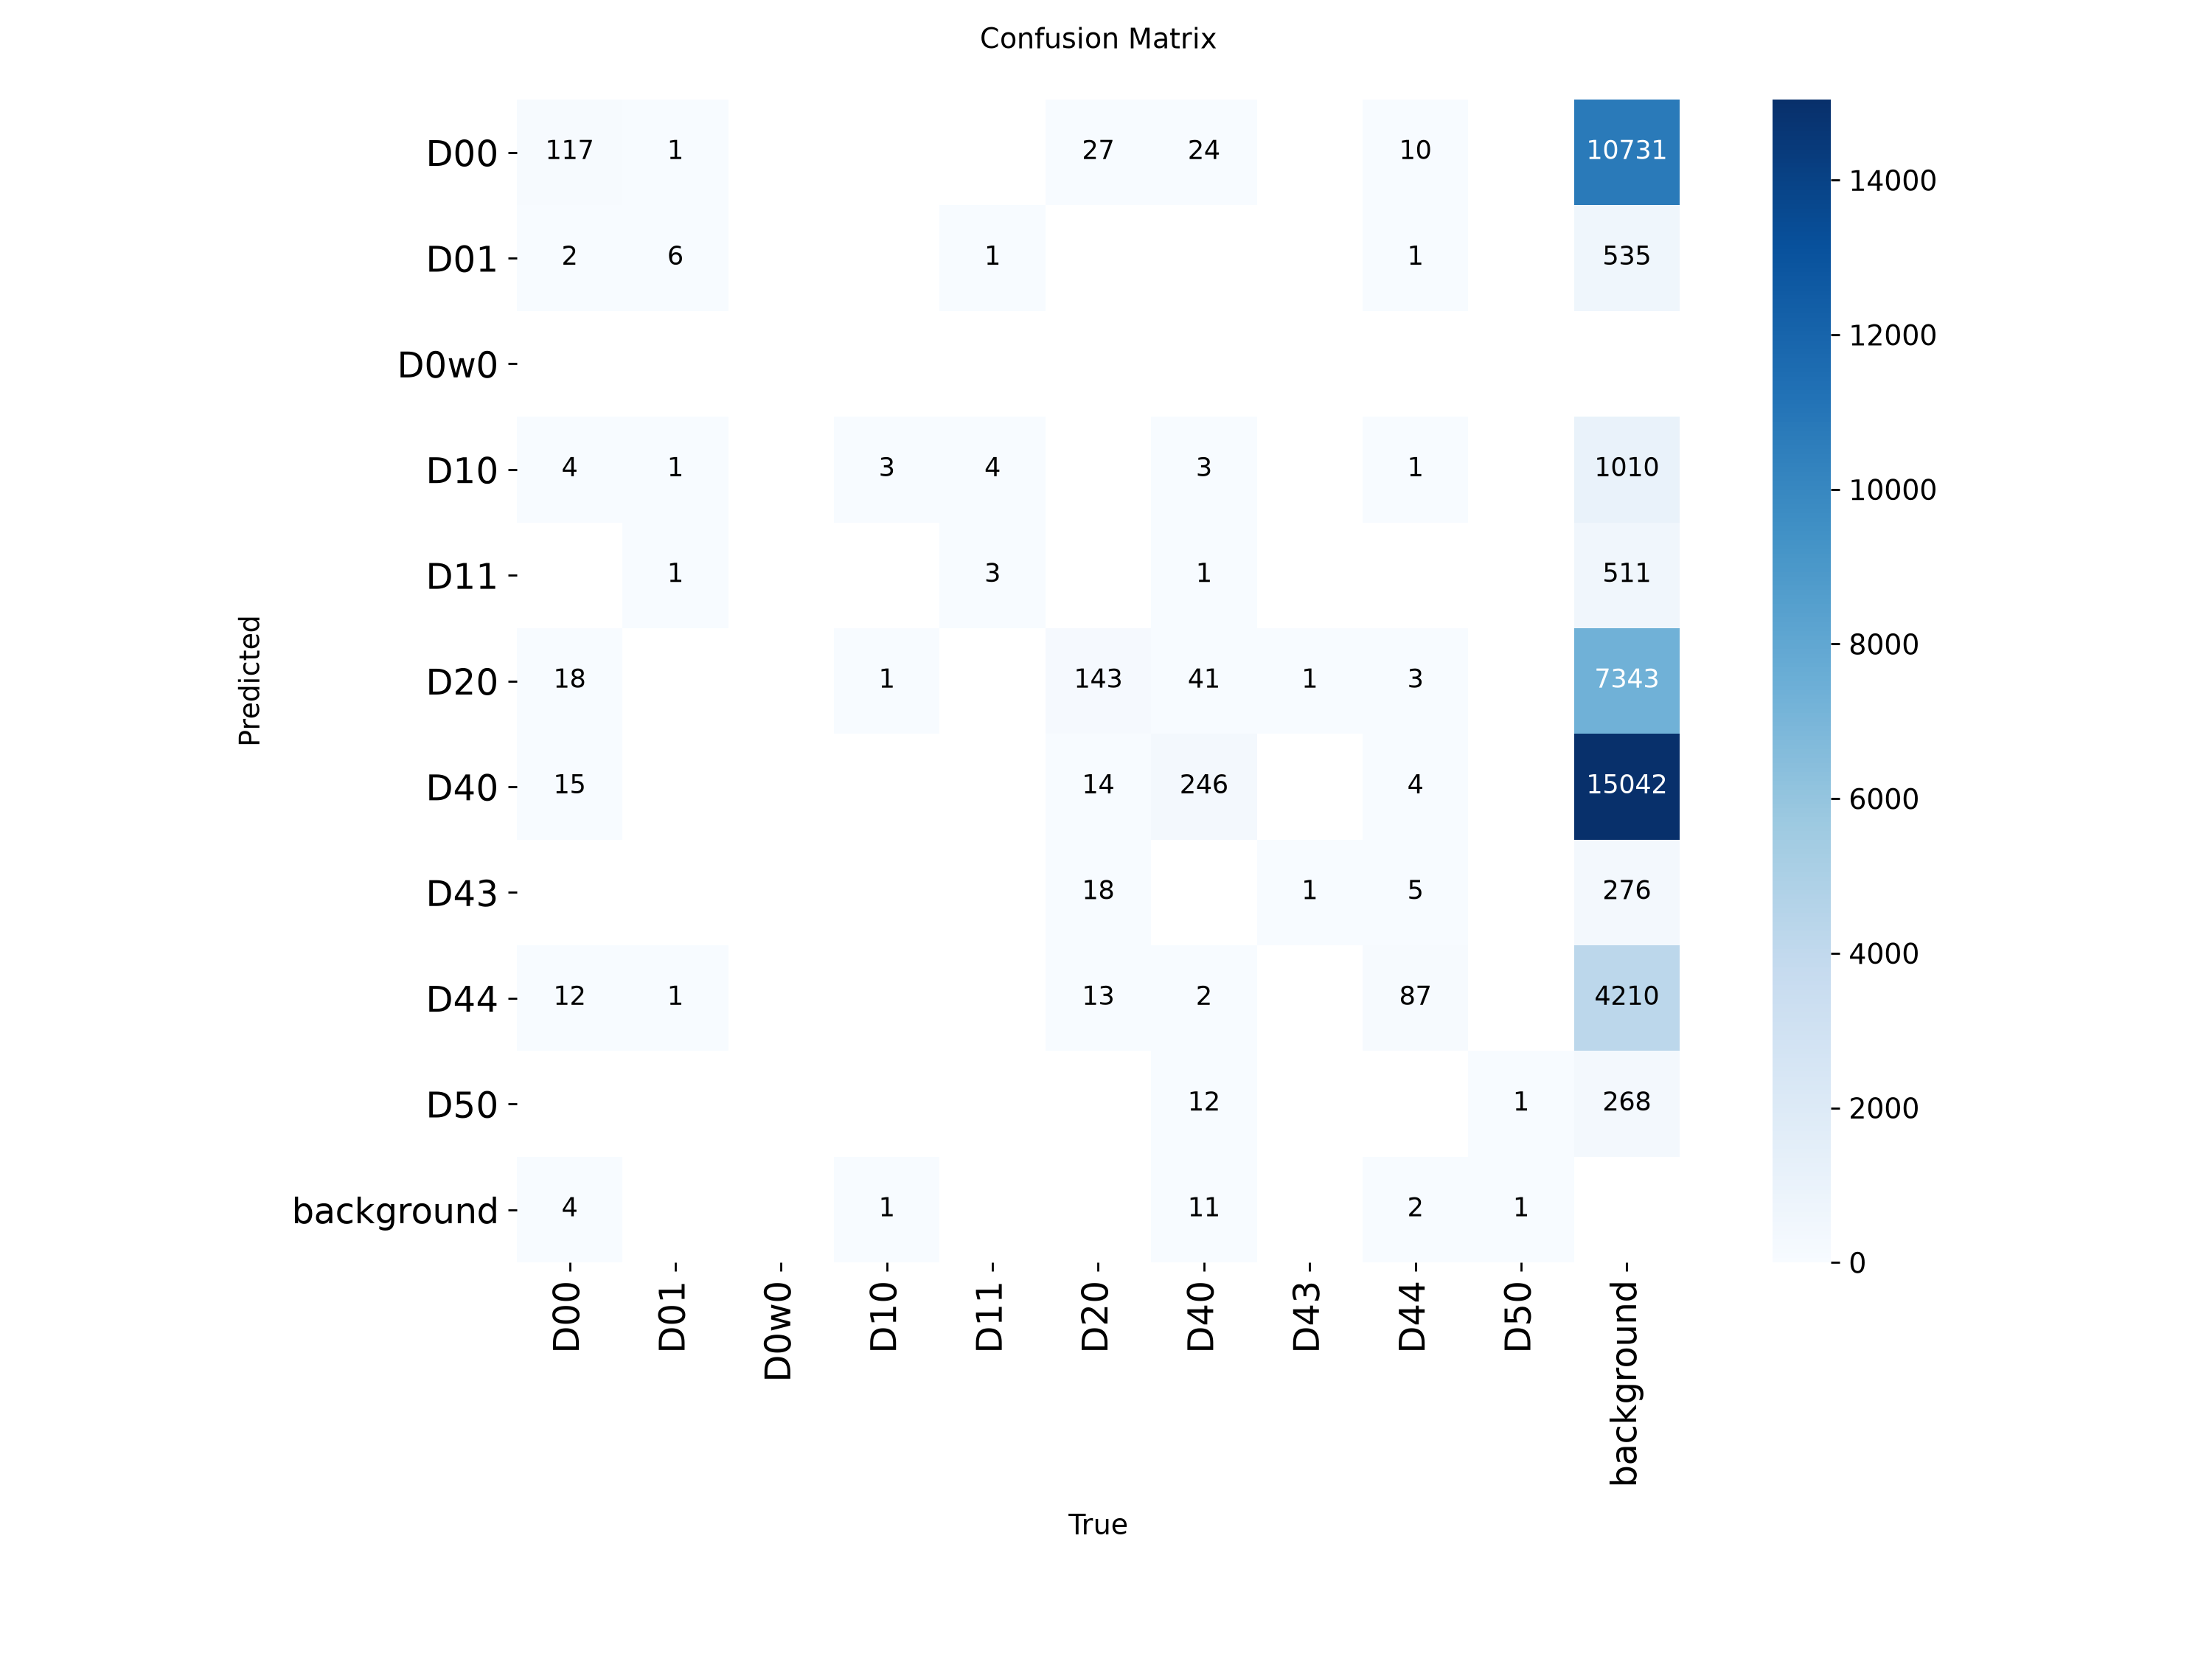 Confusion Matrix
D00 117 1 27 24 10 10731
D01 2 6 1 1 535
D0w0
D10 4 1 3 4 3 1 1010
D11 1 3 1 511
D20 18 1 143 41 1 3 7343
D40 15 14 246 4 15042
D43 18 1 5 276
D44 12 1 13 2 87 4210
D50 12 1 268
background 4 1 11 2 1
D00 D01 D0w0 D10 D11 D20 D40 D43 D44 D50 background
Predicted
True
14000
12000
10000
8000
6000
4000
2000
0